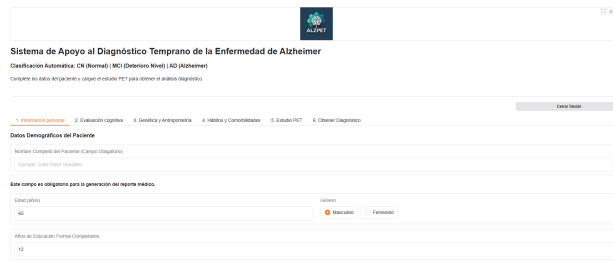 ALZPET
Sistema de Apoyo al Diagnóstico Temprano de la Enfermedad de Alzheimer
Clasificación Automática: CN (Normal) | MCI (Deterioro Nivel) | AD (Alzheimer)
Complete los datos del paciente y cargue el estudio PET para obtener el análisis diagnóstico.
Cerrar Sesión
1. Información personal 2. Evaluación cognitiva 3. Genética y Antropometría 4. Hábitos y Comorbilidades 5. Estudio PET 6. Obtener Diagnóstico
Datos Demográficos del Paciente
Nombre Completo del Paciente (Campo Obligatorio)
Ejemplo: Juan Pérez González
Este campo es obligatorio para la generación del reporte médico.
Edad (años) Género
65 Masculino Femenino
Años de Educación Formal Completados
12